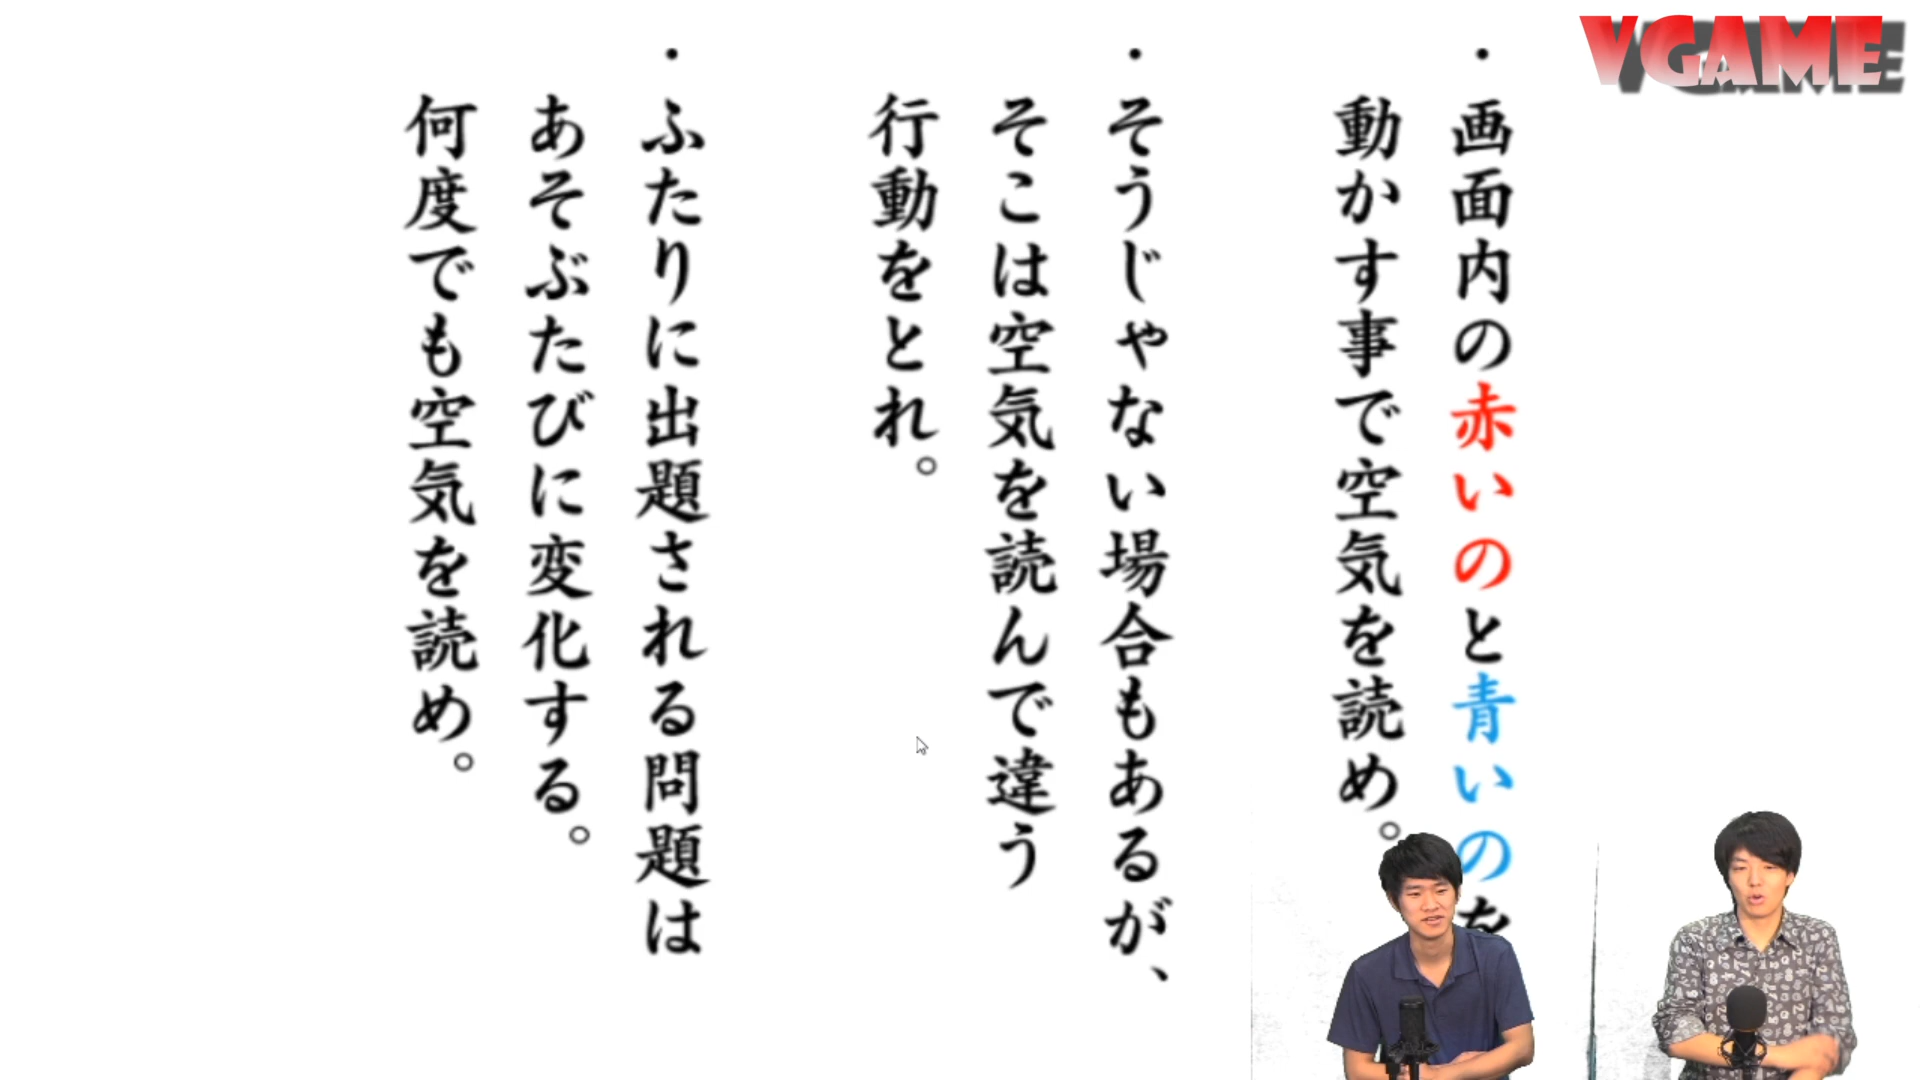 ・画面内の赤いのと青いのを
動かす事で空気を読め。
・そうじゃない場合もあるが、
そこは空気を読んで違う
行動をとれ。
・ふたりに出題される問題は
あそぶたびに変化する。
何度でも空気を読め。
VGAME